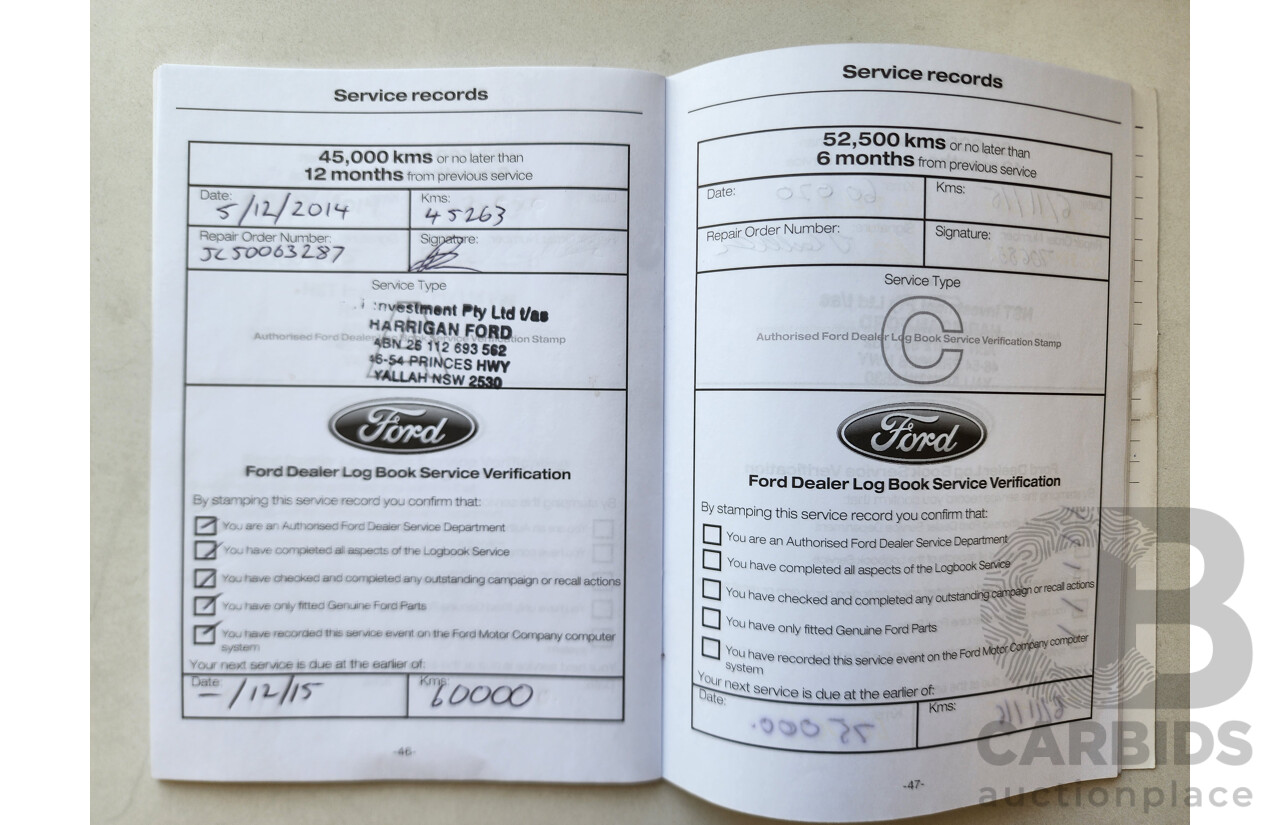 Service records
45,000 kms or no later than
12 months from previous service
Date:
5/12/2014
Kms:
45263
Repair Order Number:
JC50063287
Signature:
Service Type
Investment Pty Ltd t/as
HARRIGAN FORD
Authorised Ford Dealer Log Book Service Verification Stamp
ABN 26 112 693 562
46-54 PRINCES HWY
YALLAH NSW 2530
Ford
Ford Dealer Log Book Service Verification
By stamping this service record you confirm that:
You are an Authorised Ford Dealer Service Department
You have completed all aspects of the Logbook Service
You have checked and completed any outstanding campaign or recall actions
You have only fitted Genuine Ford Parts
You have recorded this service event on the Ford Motor Company computer
system
Your next service is due at the earlier of:
Date:
-/12/15
Kms:
60000
-46-
Service records
52,500 kms or no later than
6 months from previous service
Date:
Kms:
Repair Order Number:
Signature:
Service Type
C
Authorised Ford Dealer Log Book Service Verification Stamp
Ford
Ford Dealer Log Book Service Verification
By stamping this service record you confirm that:
You are an Authorised Ford Dealer Service Department
You have completed all aspects of the Logbook Service
You have checked and completed any outstanding campaign or recall actions
You have only fitted Genuine Ford Parts
You have recorded this service event on the Ford Motor Company computer
system
Your next service is due at the earlier of:
Date:
Kms:
-47-
CB
CARBIDS
auctionplace